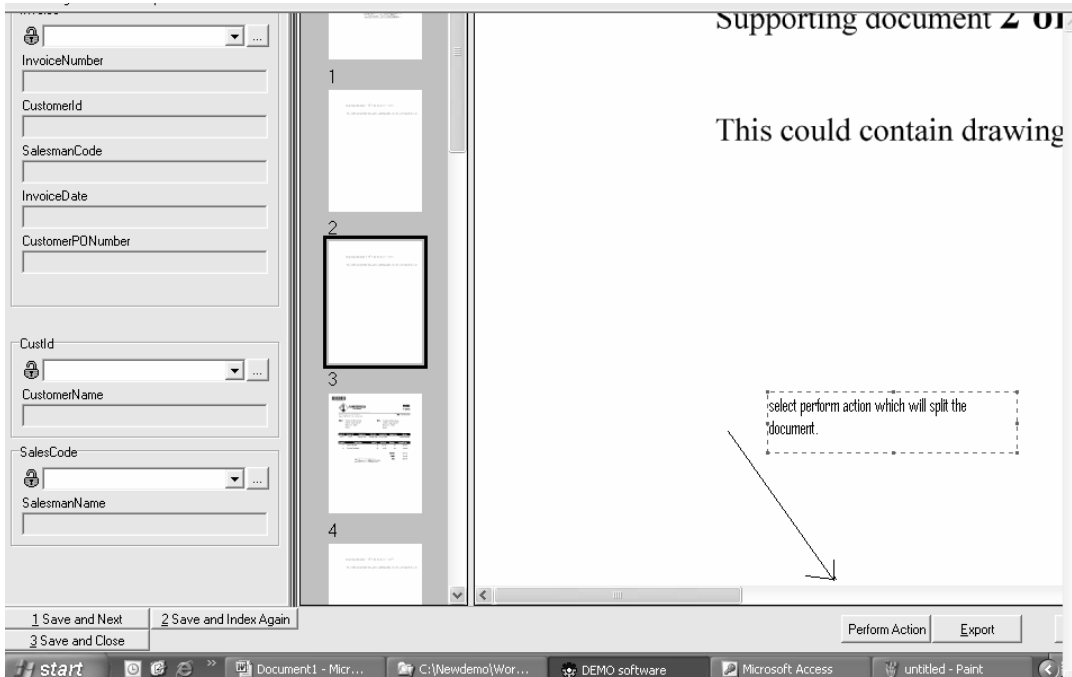 InvoiceNumber
CustomerId
SalesmanCode
InvoiceDate
CustomerPONumber
CustId
CustomerName
SalesCode
SalesmanName
1 Save and Next
2 Save and Index Again
3 Save and Close
1
2
3
4
Supporting document 2 of
This could contain drawing
select perform action which will split the
document.
Perform Action
Export
start
Document1 - Micr...
C:\Newdemo\Wor...
DEMO software
Microsoft Access
untitled - Paint